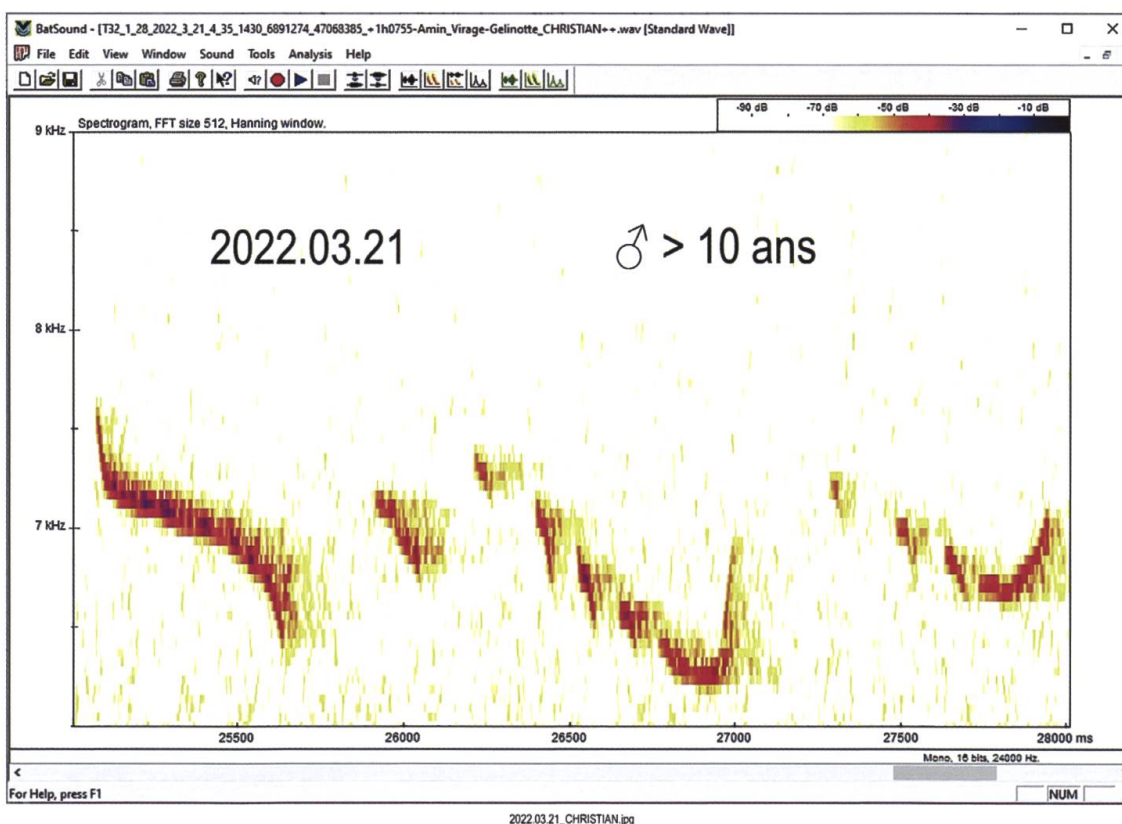 BatSound - [T32_1_28_2022_3_21_4_35_1430_6891274_47068385_+1h0755-Amin_Virage-Gelinotte_CHRISTIAN++.wav [Standard Wave]]
File Edit View Window Sound Tools Analysis Help
-90 dB -70 dB -50 dB -30 dB -10 dB
Spectrogram, FFT size 512, Hanning window.
9 kHz
2022.03.21 ♂ > 10 ans
8 kHz
7 kHz
25500 26000 26500 27000 27500 28000 ms
Mono, 16 bits, 24000 Hz.
For Help, press F1 NUM
2022.03.21_CHRISTIAN.jpg